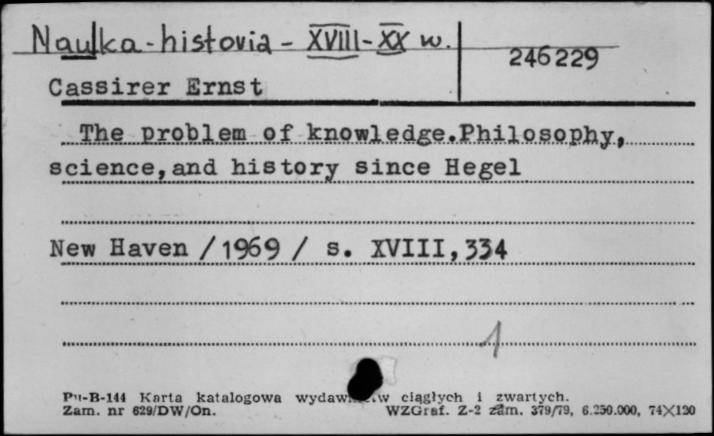 Nauka - historia - XVIII - XX w.
246229
Cassirer Ernst
The problem of knowledge.Philosophy,
science,and history since Hegel
New Haven /1969/ s. XVIII,334
1
Pu-B-144 Karta katalogowa ciągłych i zwartych.
Zam. nr 629/DW/On. WZGraf. Z-2 zam. 379/79, 6.250.000, 74×120